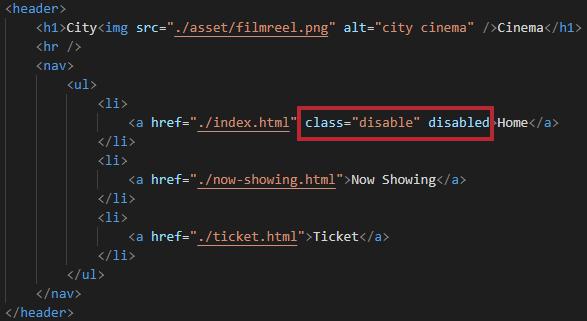 <header>
<h1>City<img src="./asset/filmreel.png" alt="city cinema" />Cinema</h1>
<hr />
<nav>
<ul>
<li>
<a href="./index.html" class="disable" disabled>Home</a>
</li>
<li>
<a href="./now-showing.html">Now Showing</a>
</li>
<li>
<a href="./ticket.html">Ticket</a>
</li>
</ul>
</nav>
</header>